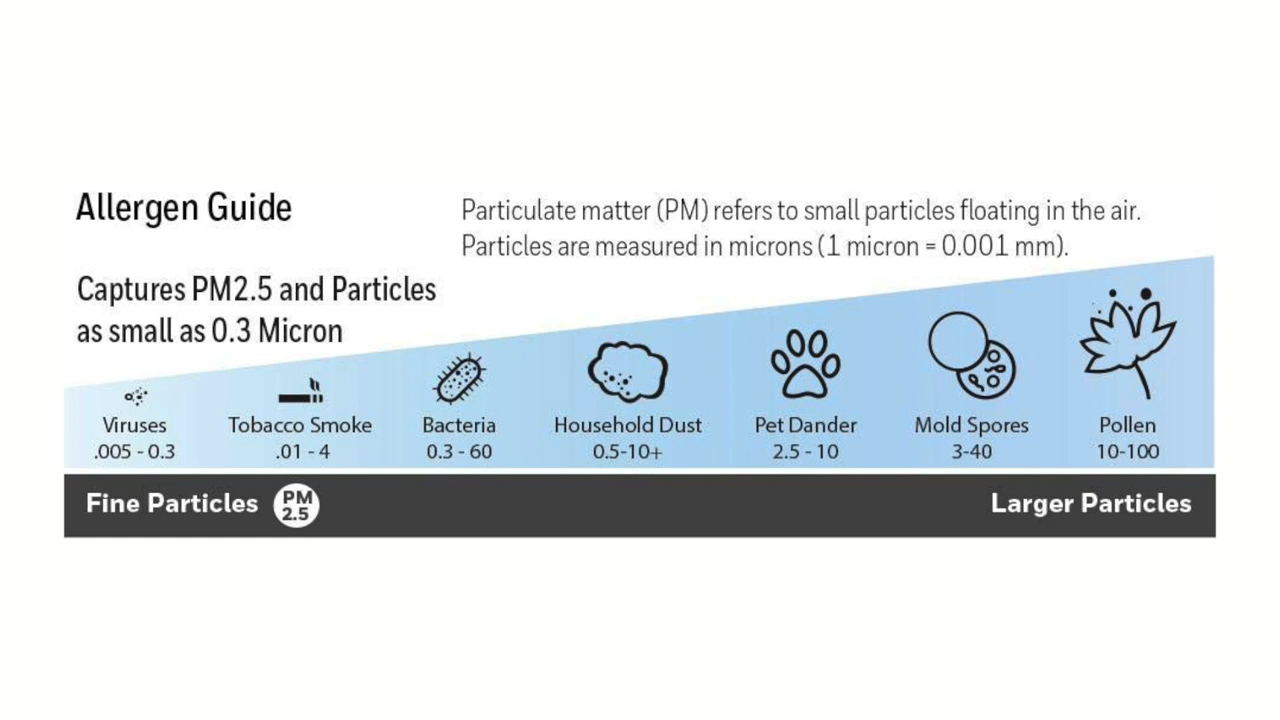 Allergen Guide
Particulate matter (PM) refers to small particles floating in the air.
Particles are measured in microns (1 micron = 0.001 mm).
Captures PM2.5 and Particles
as small as 0.3 Micron
Viruses
.005 - 0.3
Tobacco Smoke
.01 - 4
Bacteria
0.3 - 60
Household Dust
0.5-10+
Pet Dander
2.5 - 10
Mold Spores
3-40
Pollen
10-100
Fine Particles
PM
2.5
Larger Particles